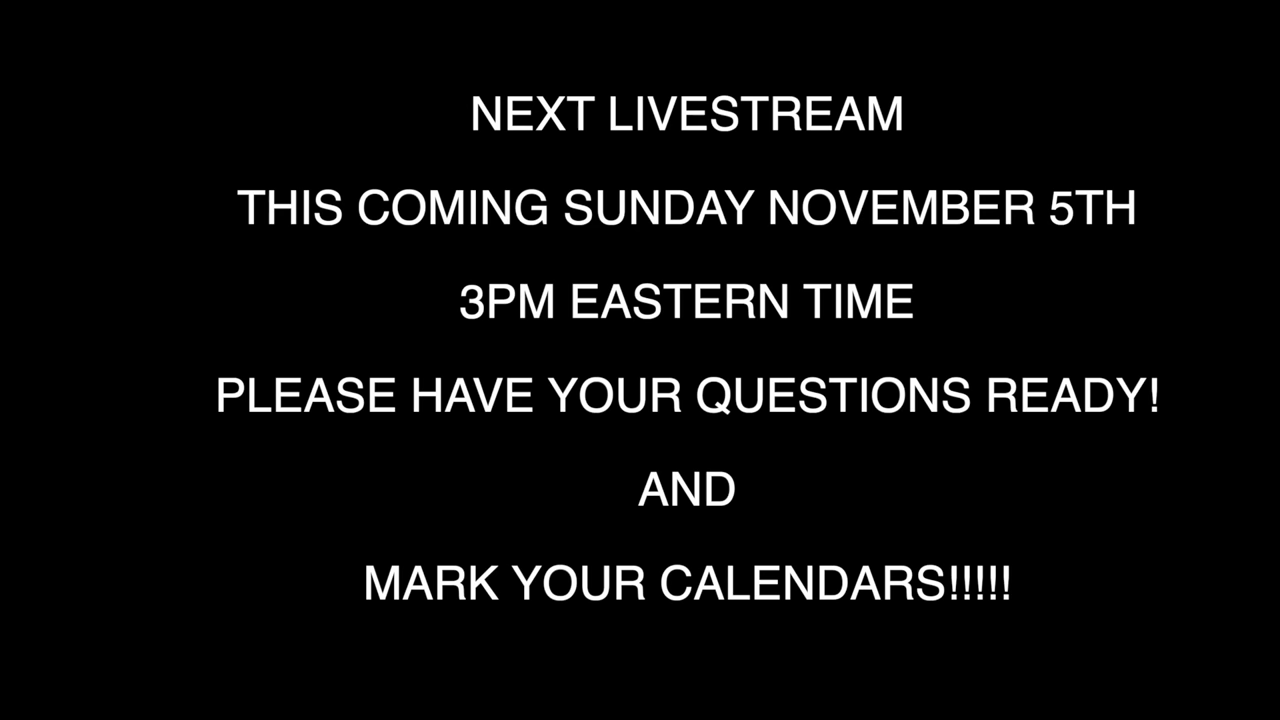 NEXT LIVESTREAM
THIS COMING SUNDAY NOVEMBER 5TH
3PM EASTERN TIME
PLEASE HAVE YOUR QUESTIONS READY!
AND
MARK YOUR CALENDARS!!!!!